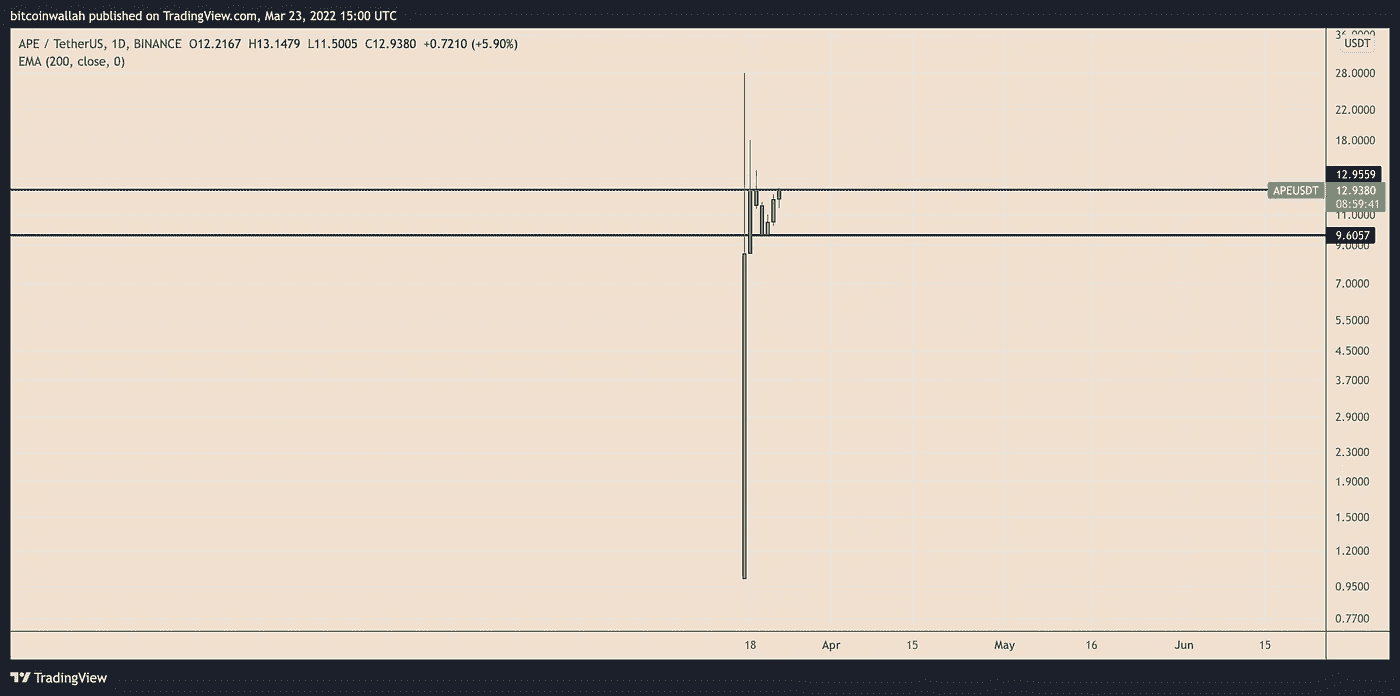 bitcoinwallah published on TradingView.com, Mar 23, 2022 15:00 UTC
APE / TetherUS, 1D, BINANCE O12.2167 H13.1479 L11.5005 C12.9380 +0.7210 (+5.90%)
EMA (200, close, 0)
36.0000
USDT
28.0000
22.0000
18.0000
12.9559
APEUSDT 12.9380
08:59:41
11.0000
9.6057
9.0000
7.0000
5.5000
4.5000
3.7000
2.9000
2.3000
1.9000
1.5000
1.2000
0.9500
0.7700
18 Apr 15 May 16 Jun 15
TradingView